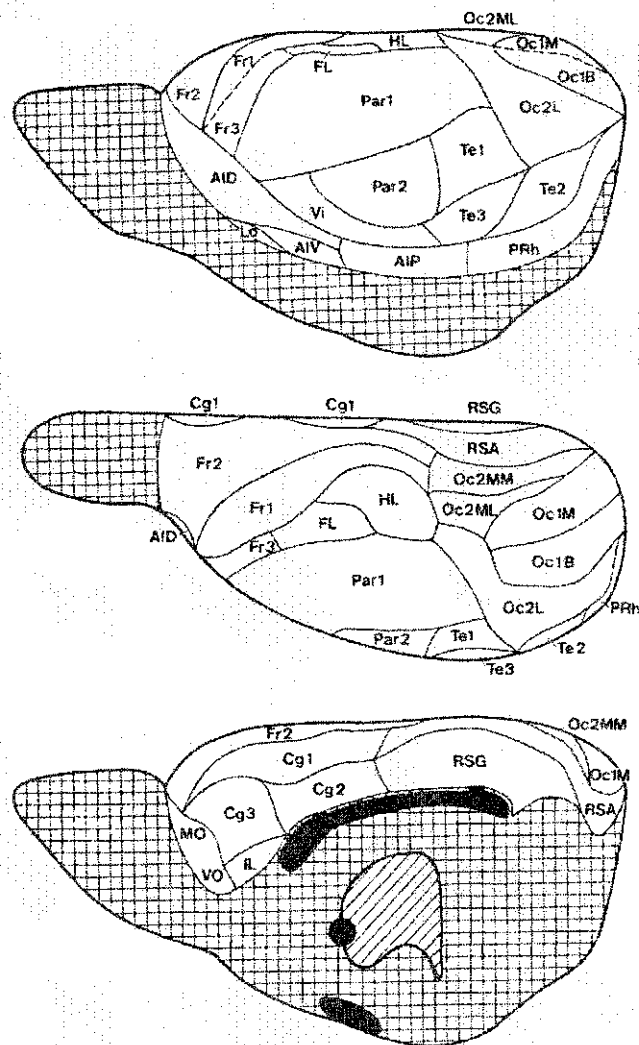 Oc2ML
HL Oc1M
Fr1 FL Oc1B
Fr2 Par1 Oc2L
Fr3
Te1
AID Par2 Te2
Vi Te3
Lo AIV AIP PRh
Cg1 Cg1 RSG
RSA
Fr2 Oc2MM
HL Oc2ML
Fr1 FL Oc1M
AID Fr3
Par1 Oc1B
Oc2L PRh
Par2 Te1 Te2
Te3
Oc2MM
Fr2
Cg1 RSG Oc1M
Cg2
Cg3 RSA
MO
IL
VO